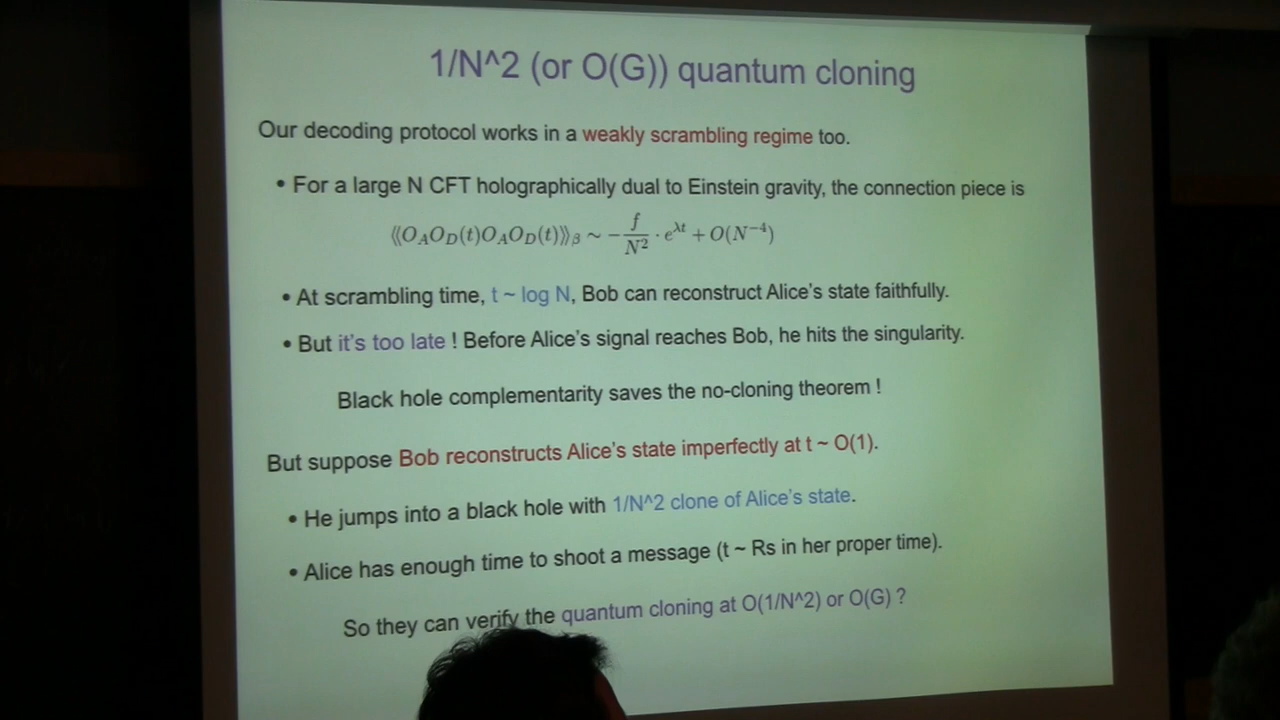 1/N^2 (or O(G)) quantum cloning
Our decoding protocol works in a weakly scrambling regime too.
• For a large N CFT holographically dual to Einstein gravity, the connection piece is
⟪O_A O_D(t) O_A O_D(t)⟫_β ~ −f/N² · e^{λt} + O(N^{−4})
• At scrambling time, t ~ log N, Bob can reconstruct Alice's state faithfully.
• But it's too late ! Before Alice's signal reaches Bob, he hits the singularity.
Black hole complementarity saves the no-cloning theorem !
But suppose Bob reconstructs Alice's state imperfectly at t ~ O(1).
• He jumps into a black hole with 1/N^2 clone of Alice's state.
• Alice has enough time to shoot a message (t ~ Rs in her proper time).
So they can verify the quantum cloning at O(1/N^2) or O(G) ?